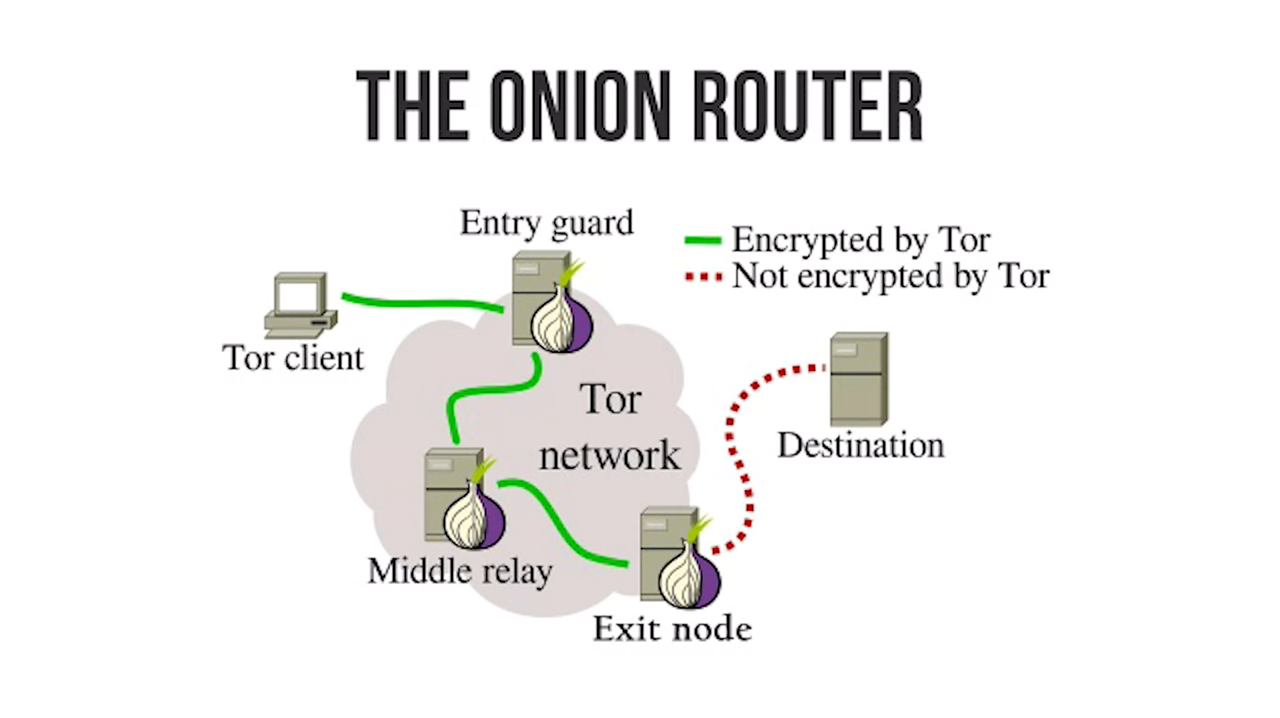 THE ONION ROUTER
Entry guard
Encrypted by Tor
Not encrypted by Tor
Tor client
Tor
network
Destination
Middle relay
Exit node